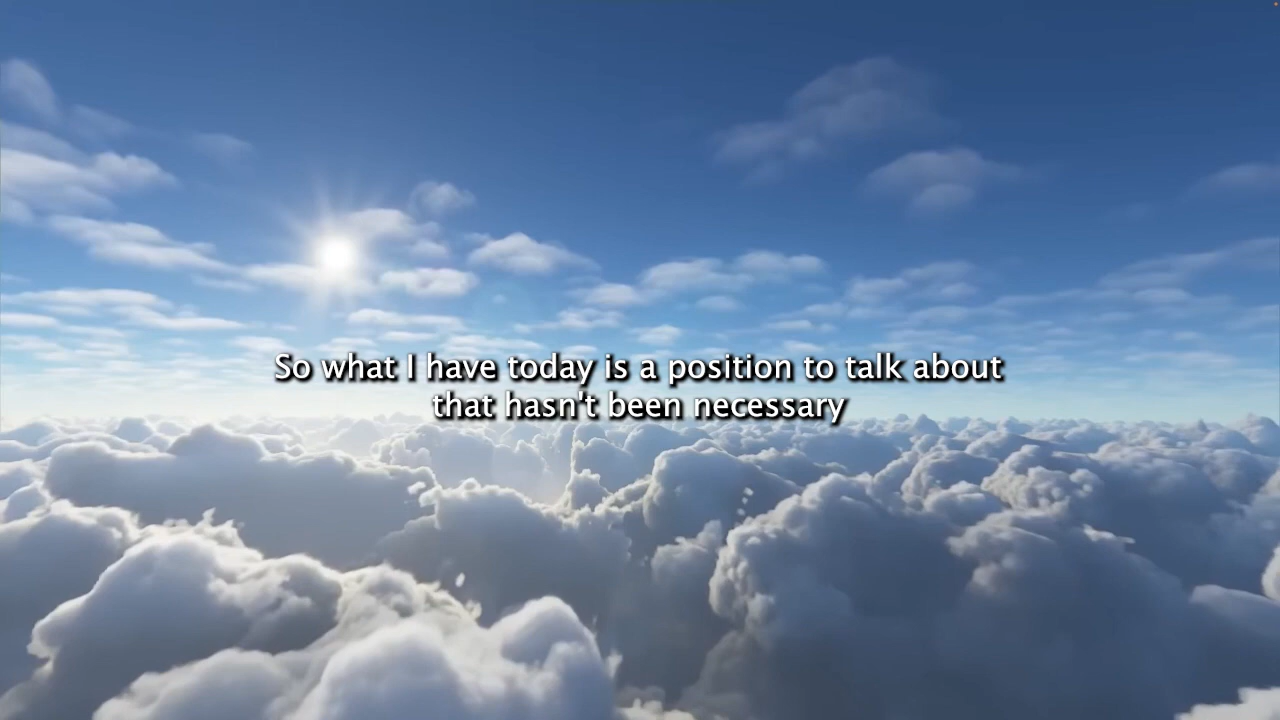 So what I have today is a position to talk about
that hasn't been necessary